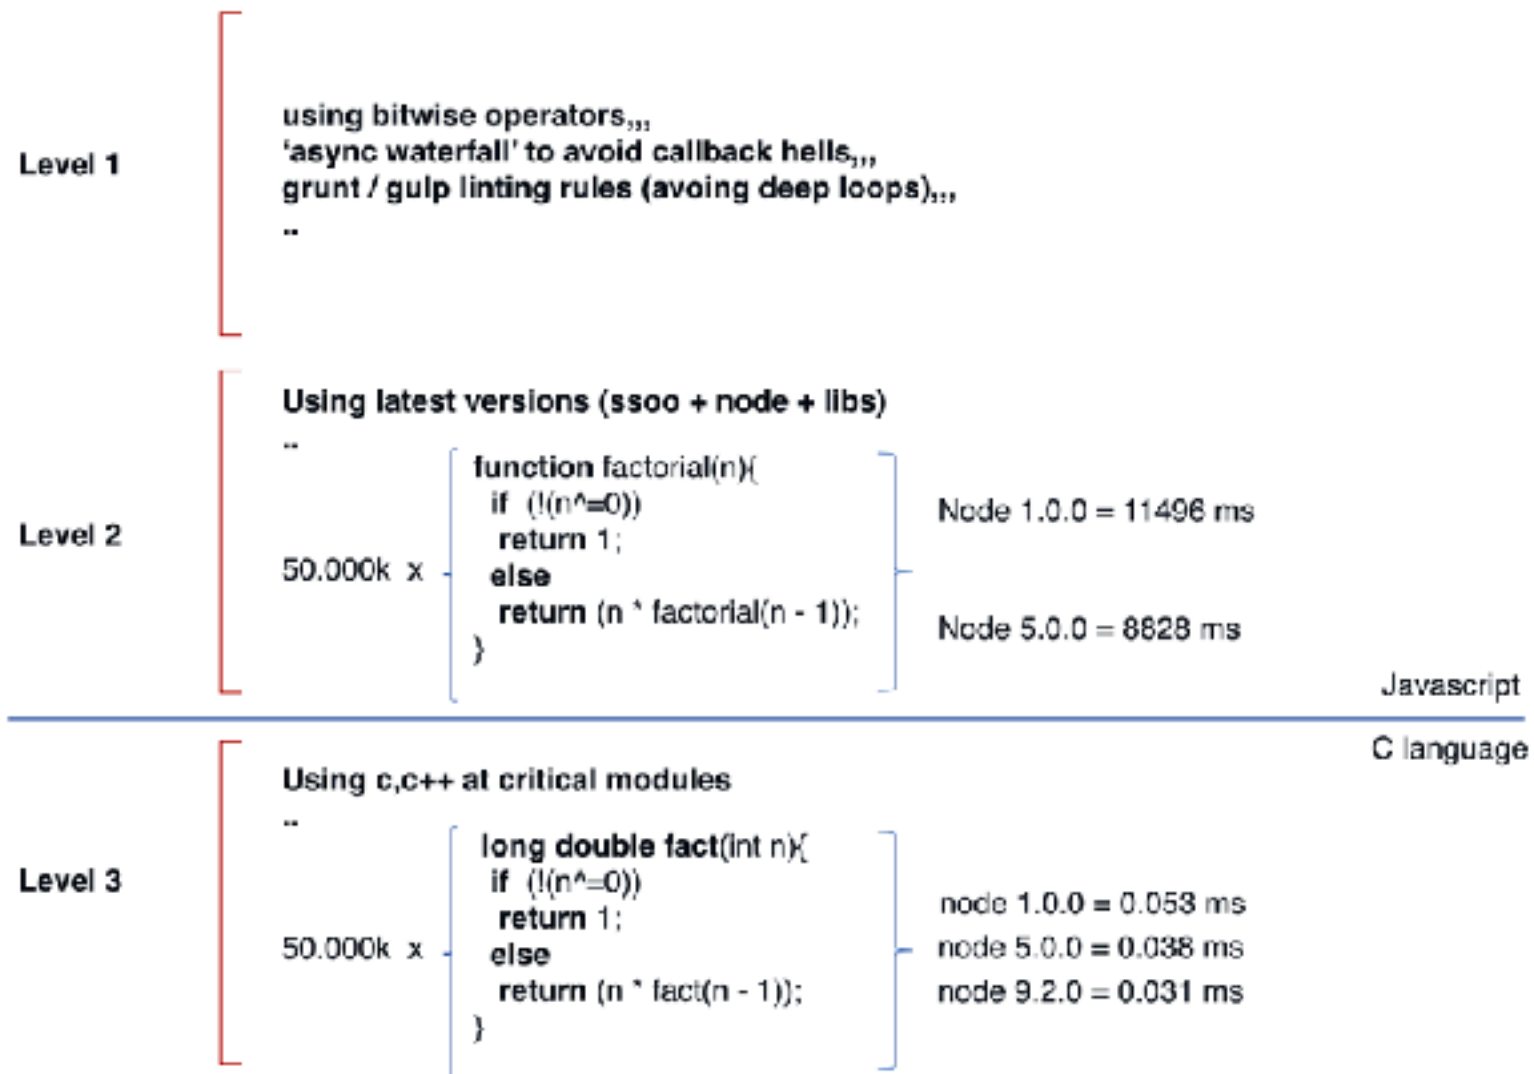 Level 1
using bitwise operators,,,
‘async waterfall’ to avoid callback hells,,,
grunt / gulp linting rules (avoing deep loops),,,
..
Level 2
Using latest versions (ssoo + node + libs)
..
50.000k x
function factorial(n){
if (!(n^=0))
return 1;
else
return (n * factorial(n - 1));
}
Node 1.0.0 = 11496 ms
Node 5.0.0 = 8828 ms
Javascript
C language
Level 3
Using c,c++ at critical modules
..
50.000k x
long double fact(int n){
if (!(n^=0))
return 1;
else
return (n * fact(n - 1));
}
node 1.0.0 = 0.053 ms
node 5.0.0 = 0.038 ms
node 9.2.0 = 0.031 ms